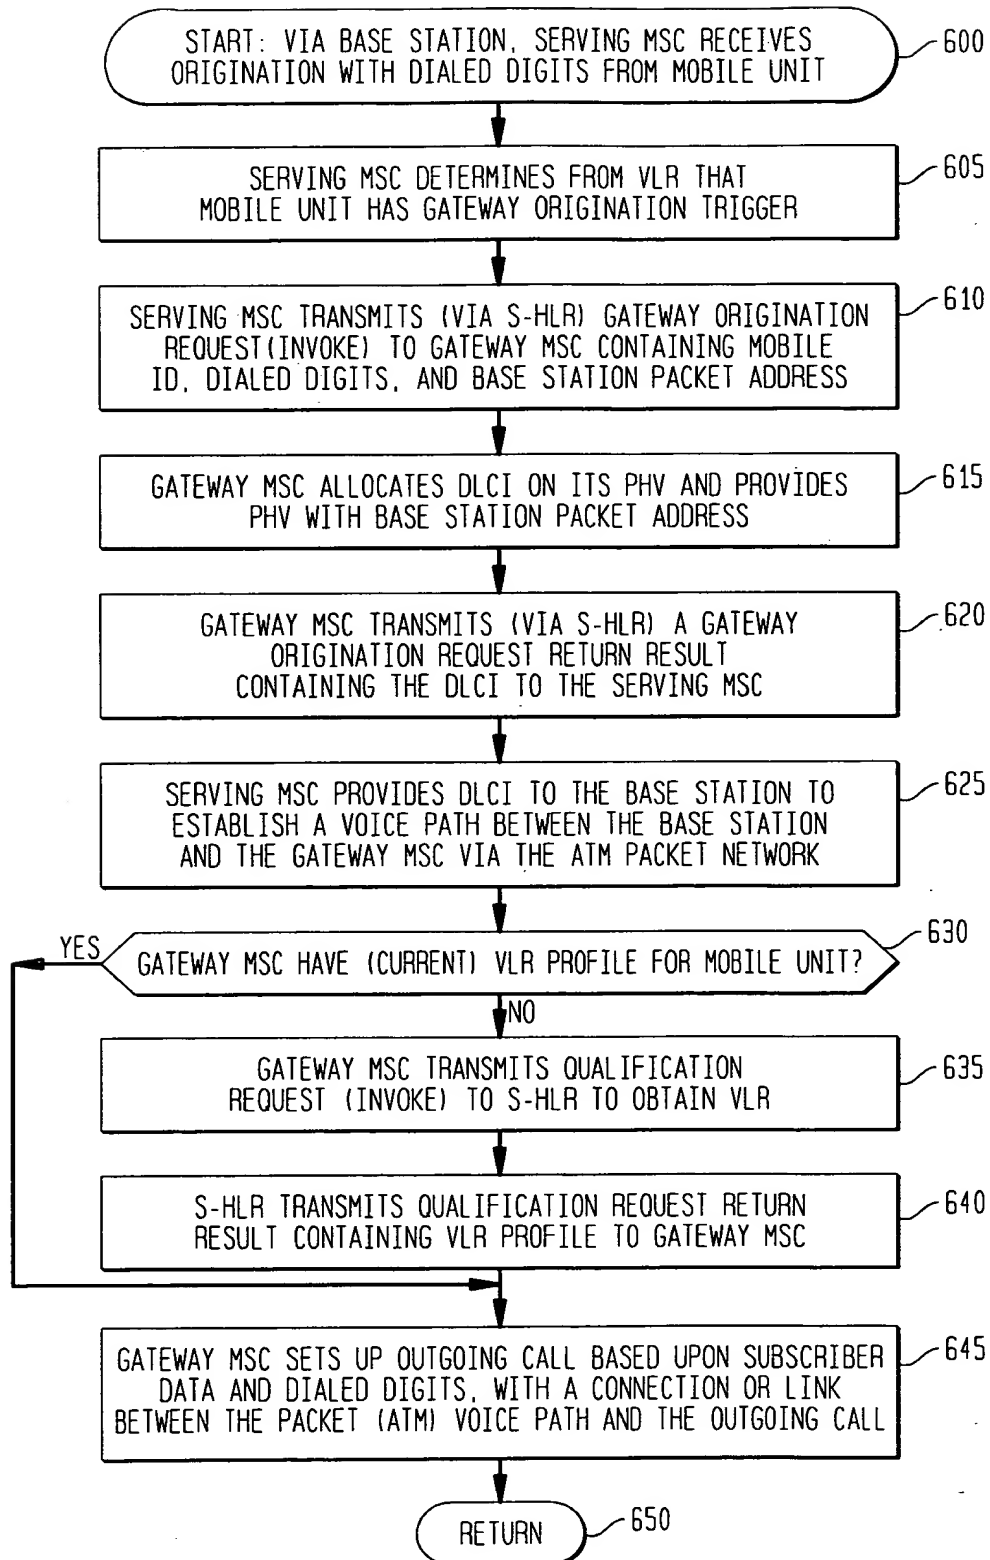 START: VIA BASE STATION, SERVING MSC RECEIVES
ORIGINATION WITH DIALED DIGITS FROM MOBILE UNIT
600
SERVING MSC DETERMINES FROM VLR THAT
MOBILE UNIT HAS GATEWAY ORIGINATION TRIGGER
605
SERVING MSC TRANSMITS (VIA S-HLR) GATEWAY ORIGINATION
REQUEST(INVOKE) TO GATEWAY MSC CONTAINING MOBILE
ID, DIALED DIGITS, AND BASE STATION PACKET ADDRESS
610
GATEWAY MSC ALLOCATES DLCI ON ITS PHV AND PROVIDES
PHV WITH BASE STATION PACKET ADDRESS
615
GATEWAY MSC TRANSMITS (VIA S-HLR) A GATEWAY
ORIGINATION REQUEST RETURN RESULT
CONTAINING THE DLCI TO THE SERVING MSC
620
SERVING MSC PROVIDES DLCI TO THE BASE STATION TO
ESTABLISH A VOICE PATH BETWEEN THE BASE STATION
AND THE GATEWAY MSC VIA THE ATM PACKET NETWORK
625
YES
GATEWAY MSC HAVE (CURRENT) VLR PROFILE FOR MOBILE UNIT?
630
NO
GATEWAY MSC TRANSMITS QUALIFICATION
REQUEST (INVOKE) TO S-HLR TO OBTAIN VLR
635
S-HLR TRANSMITS QUALIFICATION REQUEST RETURN
RESULT CONTAINING VLR PROFILE TO GATEWAY MSC
640
GATEWAY MSC SETS UP OUTGOING CALL BASED UPON SUBSCRIBER
DATA AND DIALED DIGITS, WITH A CONNECTION OR LINK
BETWEEN THE PACKET (ATM) VOICE PATH AND THE OUTGOING CALL
645
RETURN
650